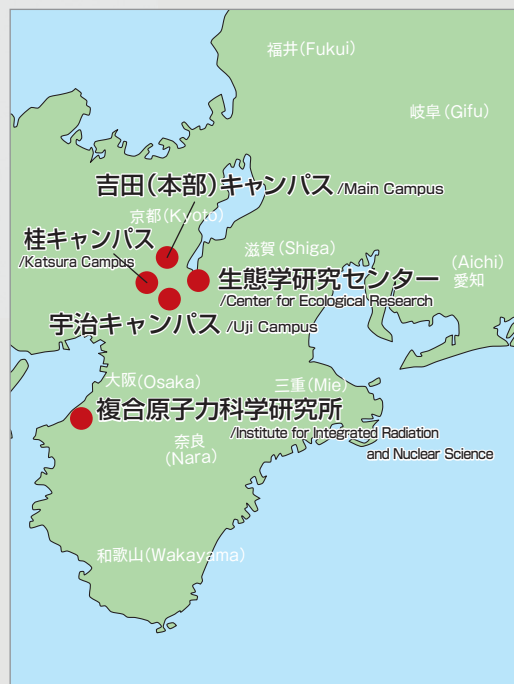 福井(Fukui)
岐阜(Gifu)
吉田(本部)キャンパス/Main Campus
京都(Kyoto)
桂キャンパス
/Katsura Campus
滋賀(Shiga)
(Aichi)
愛知
生態学研究センター
/Center for Ecological Research
宇治キャンパス/Uji Campus
大阪(Osaka)
三重(Mie)
複合原子力科学研究所
/Institute for Integrated Radiation
and Nuclear Science
奈良
(Nara)
和歌山(Wakayama)